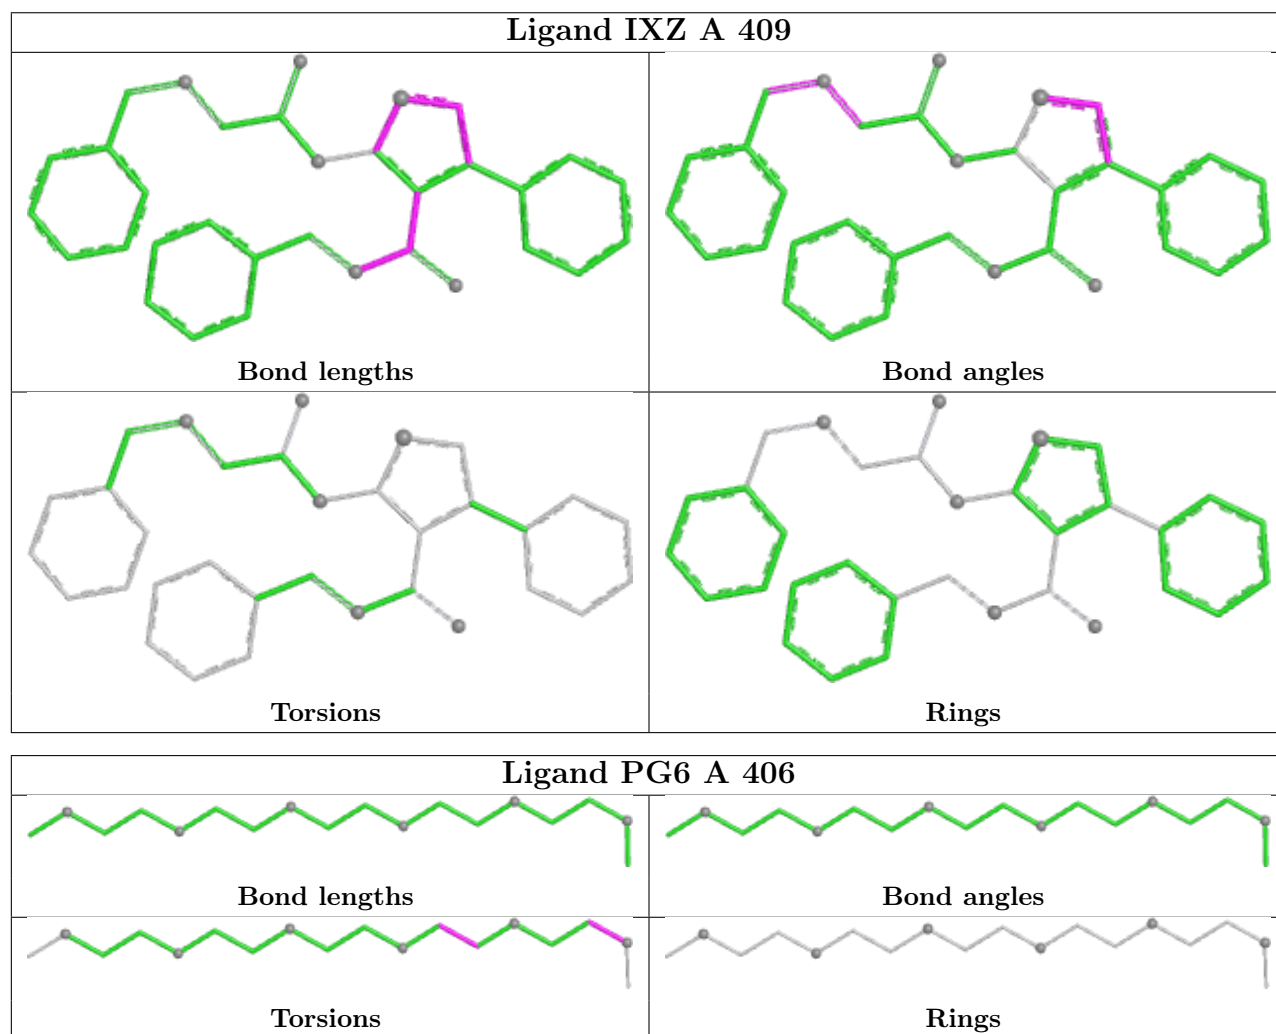 Ligand IXZ A 409
Bond lengths
Bond angles
Torsions
Rings
Ligand PG6 A 406
Bond lengths
Bond angles
Torsions
Rings